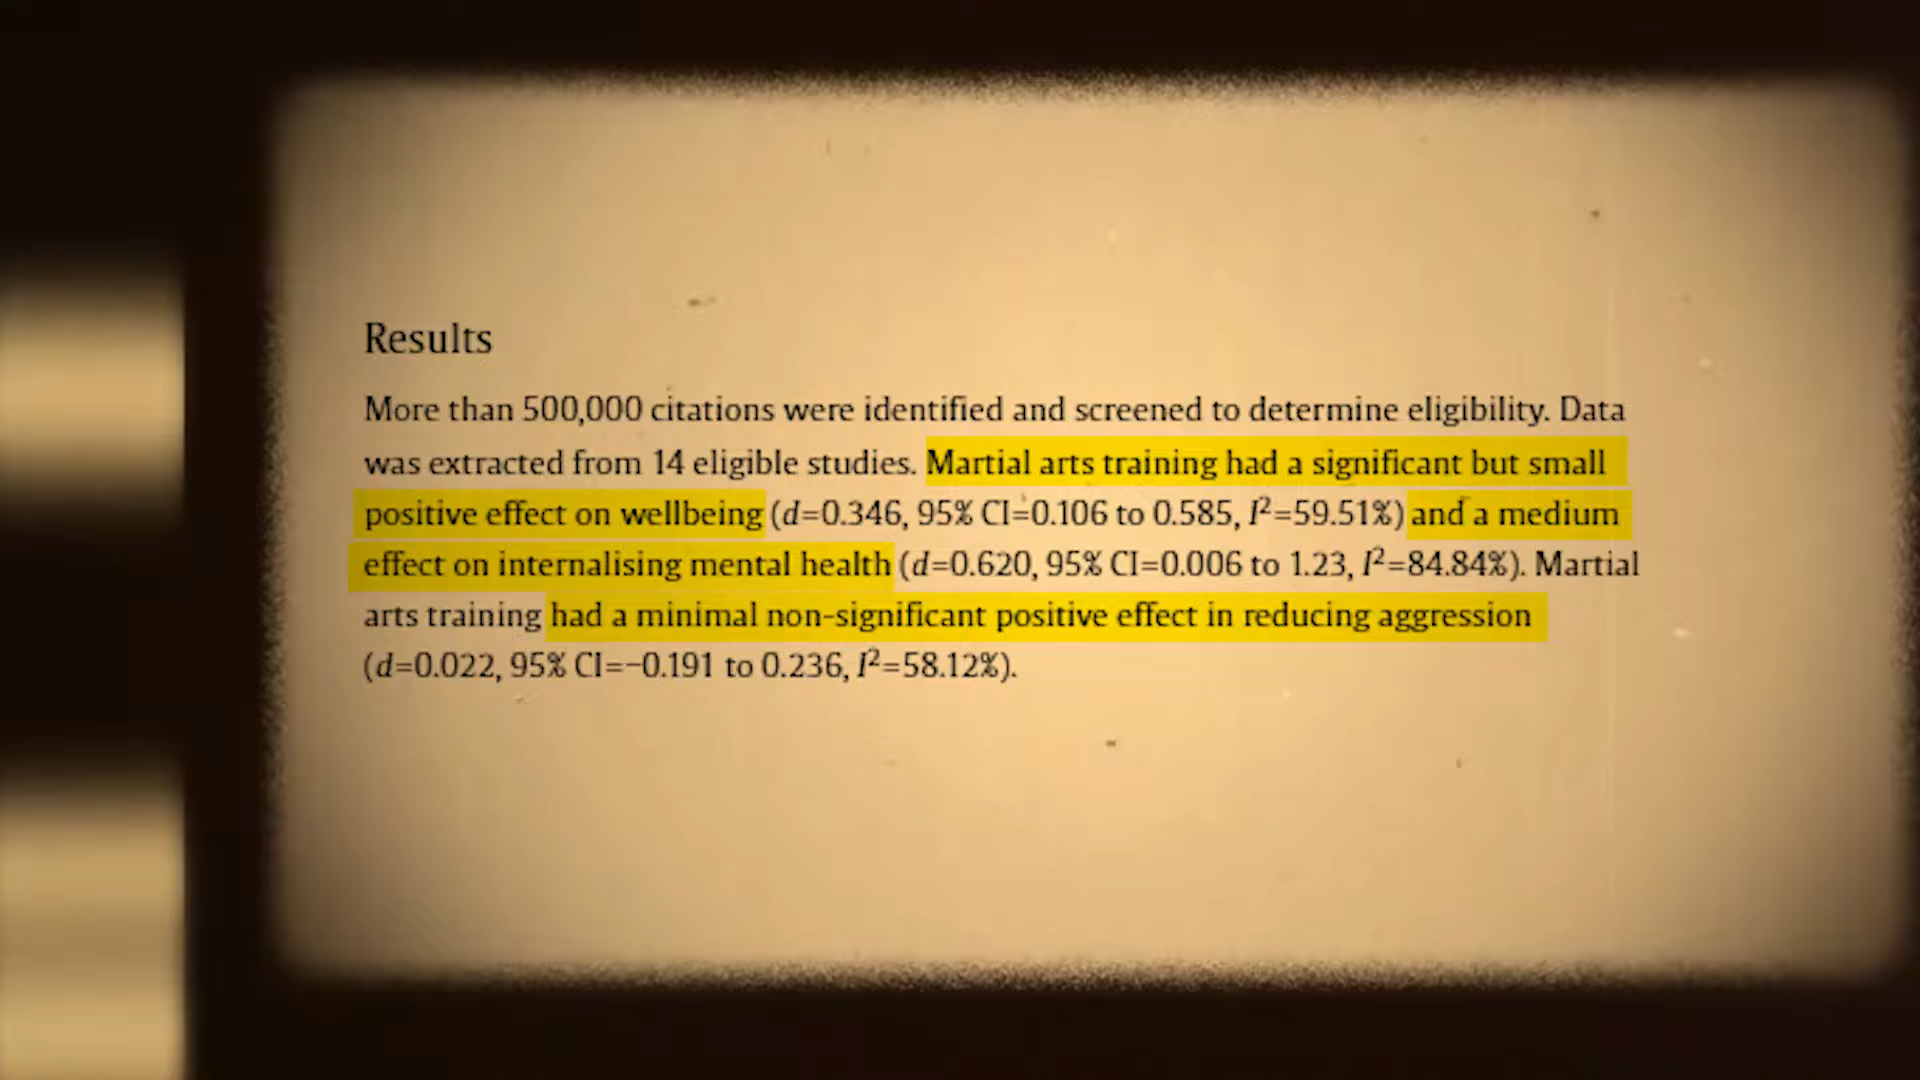 Results
More than 500,000 citations were identified and screened to determine eligibility. Data
was extracted from 14 eligible studies. Martial arts training had a significant but small
positive effect on wellbeing (d=0.346, 95% CI=0.106 to 0.585, I²=59.51%) and a medium
effect on internalising mental health (d=0.620, 95% CI=0.006 to 1.23, I²=84.84%). Martial
arts training had a minimal non-significant positive effect in reducing aggression
(d=0.022, 95% CI=−0.191 to 0.236, I²=58.12%).